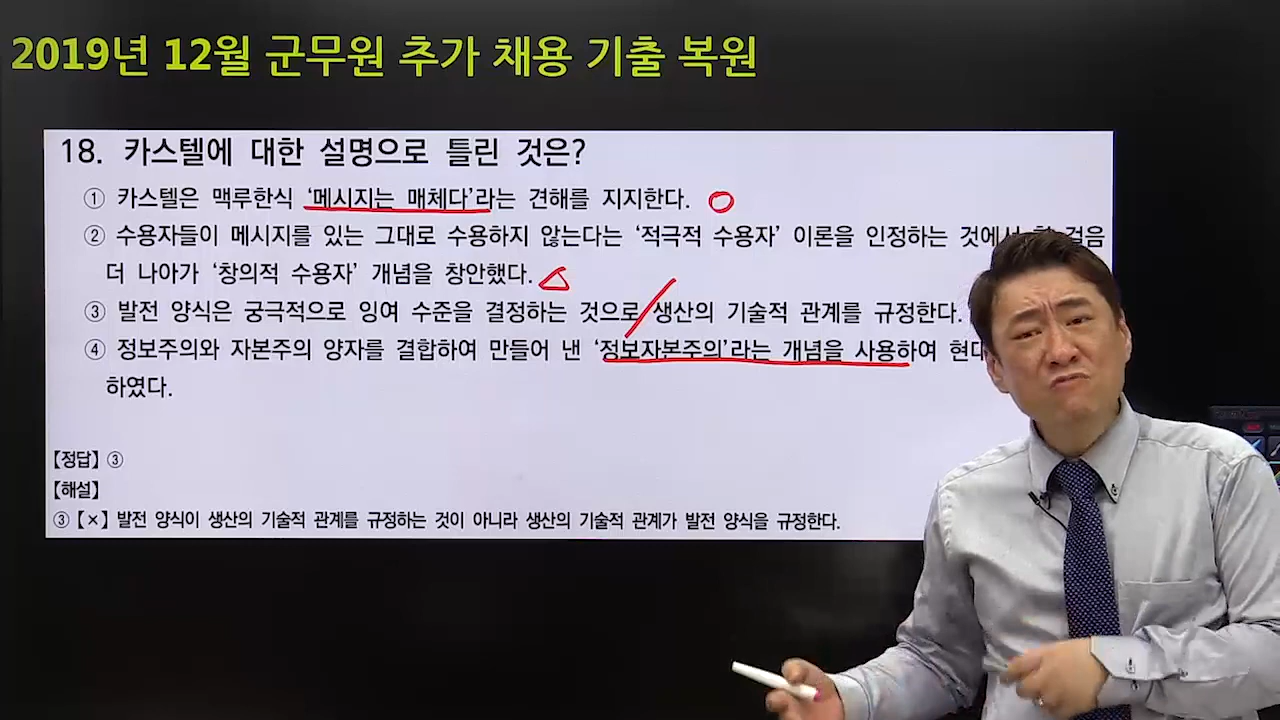 2019년 12월 군무원 추가 채용 기출 복원
18. 카스텔에 대한 설명으로 틀린 것은?
① 카스텔은 맥루한식 ‘메시지는 매체다’라는 견해를 지지한다.
② 수용자들이 메시지를 있는 그대로 수용하지 않는다는 ‘적극적 수용자’ 이론을 인정하는 것에서 한 걸음
더 나아가 ‘창의적 수용자’ 개념을 창안했다.
③ 발전 양식은 궁극적으로 잉여 수준을 결정하는 것으로 생산의 기술적 관계를 규정한다.
④ 정보주의와 자본주의 양자를 결합하여 만들어 낸 ‘정보자본주의’라는 개념을 사용하여
하였다.
【정답】 ③
【해설】
③ 【×】 발전 양식이 생산의 기술적 관계를 규정하는 것이 아니라 생산의 기술적 관계가 발전 양식을 규정한다.